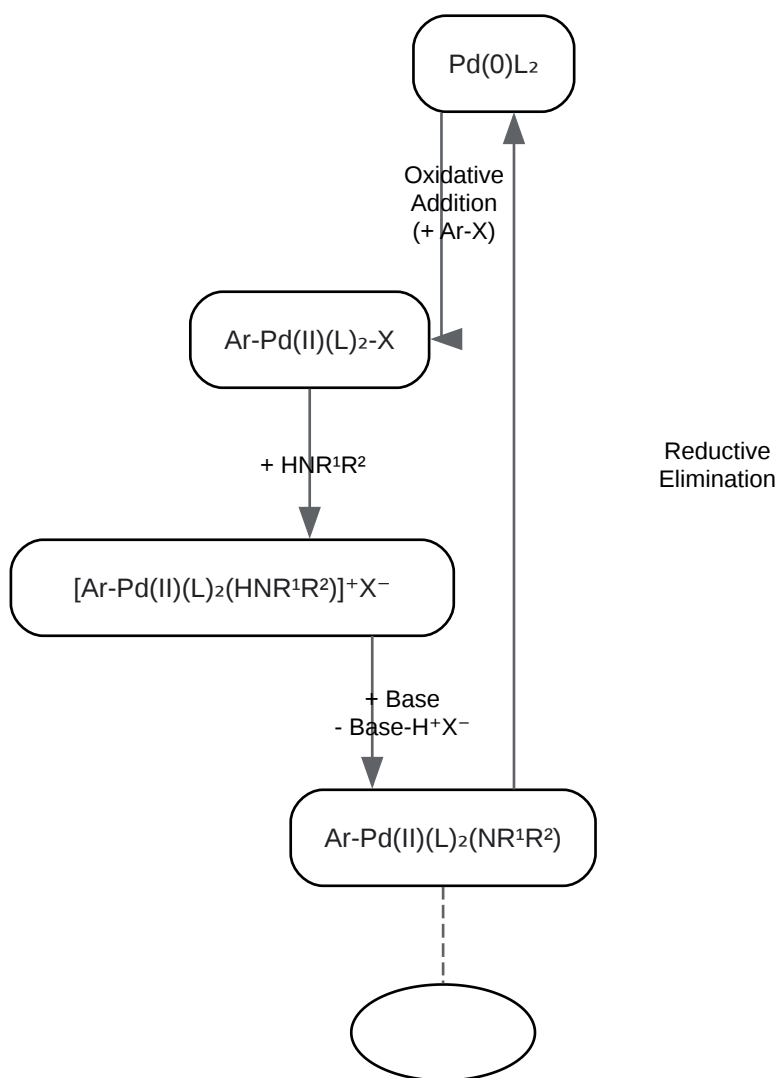 Pd(0)L₂
Oxidative
Addition
(+ Ar-X)
Ar-Pd(II)(L)₂-X
+ HNR¹R²
Reductive
Elimination
[Ar-Pd(II)(L)₂(HNR¹R²)]⁺X⁻
+ Base
- Base-H⁺X⁻
Ar-Pd(II)(L)₂(NR¹R²)